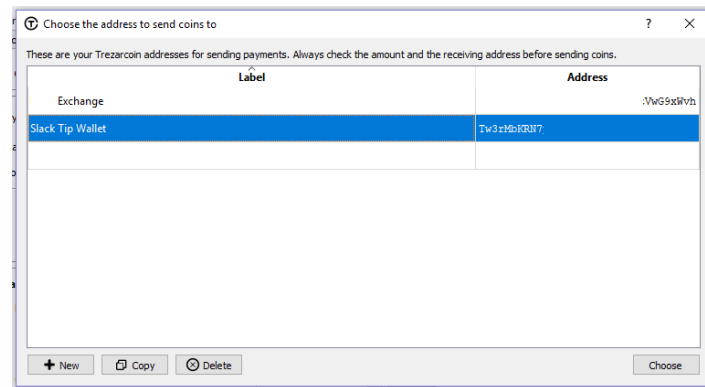 Choose the address to send coins to
These are your Trezarcoin addresses for sending payments. Always check the amount and the receiving address before sending coins.
Label Address
Exchange :VwG9xWvh
Slack Tip Wallet Tw3rMbKRN7
New Copy Delete Choose